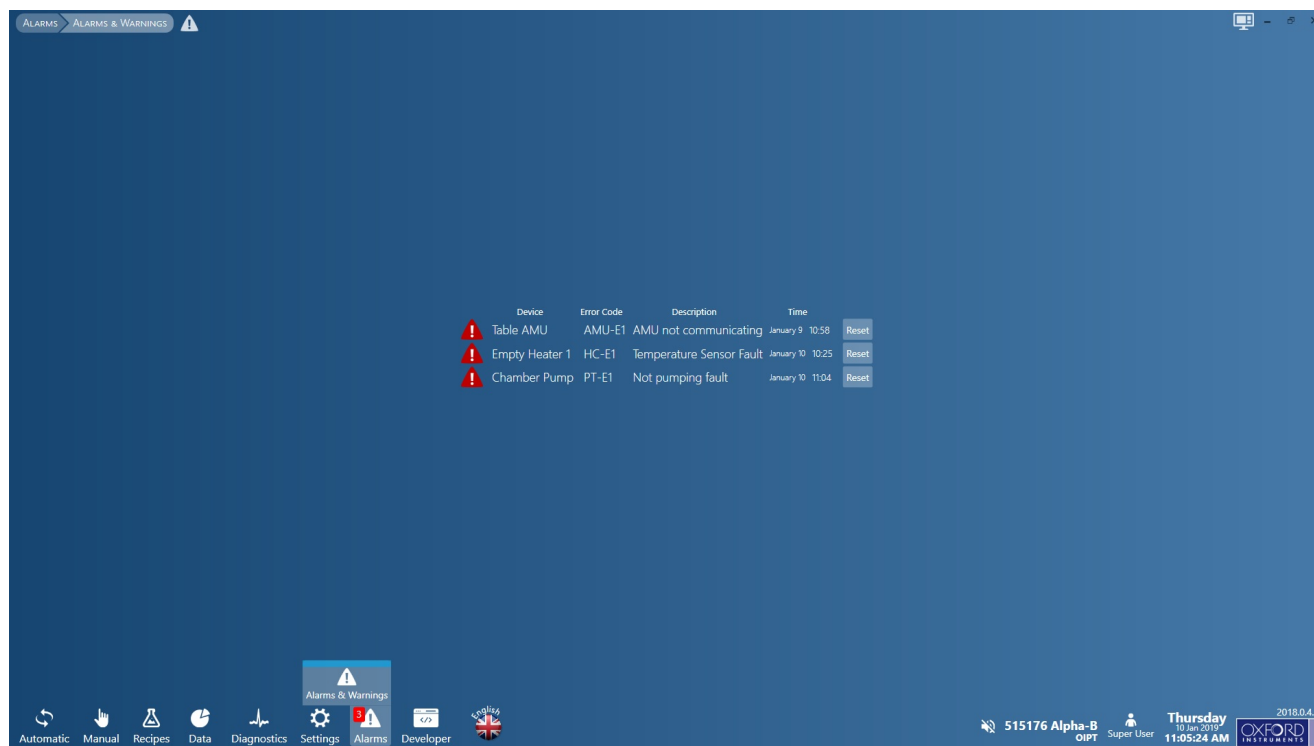 ALARMS ALARMS & WARNINGS
Device Error Code Description Time
Table AMU AMU-E1 AMU not communicating January 9 10:58 Reset
Empty Heater 1 HC-E1 Temperature Sensor Fault January 10 10:25 Reset
Chamber Pump PT-E1 Not pumping fault January 10 11:04 Reset
Alarms & Warnings
3
Automatic Manual Recipes Data Diagnostics Settings Alarms Developer
English
515176 Alpha-B
OIPT
Super User
Thursday
10 Jan 2019
11:05:24 AM
2018.0.4.
OXFORD
INSTRUMENTS